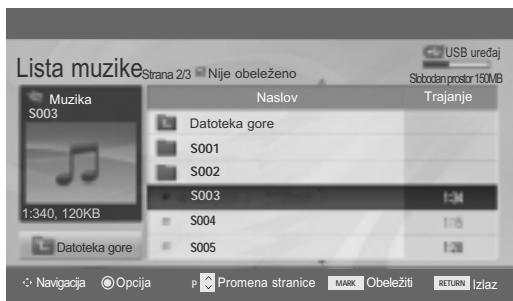 USB uređaj
Lista muzike Strana 2/3 Nije obeleženo
Slobodan prostor 150MB
Muzika
S003
Naslov Trajanje
Datoteka gore
S001
S002
S003 1:34
S004 1:15
S005 1:28
1:340, 120KB
Datoteka gore
Navigacija Opcija P Promena stranice MARK Obeležiti RETURN Izlaz